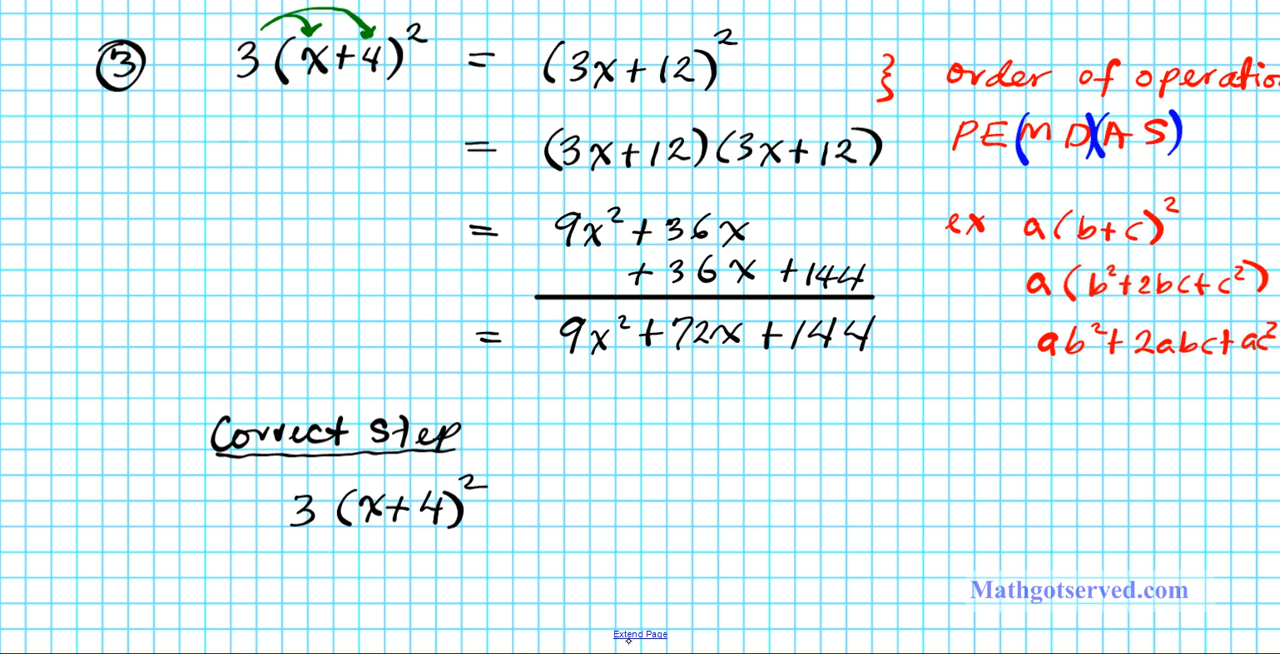 ③ 3(x+4)² = (3x+12)² } order of operatio
= (3x+12)(3x+12) PE(MD)(AS)
= 9x² + 36x ex a(b+c)²
+ 36x + 144 a(b²+2bc+c²)
= 9x² + 72x + 144 ab²+2abc+ac²
Correct step
3(x+4)²
Mathgotserved.com
Extend Page